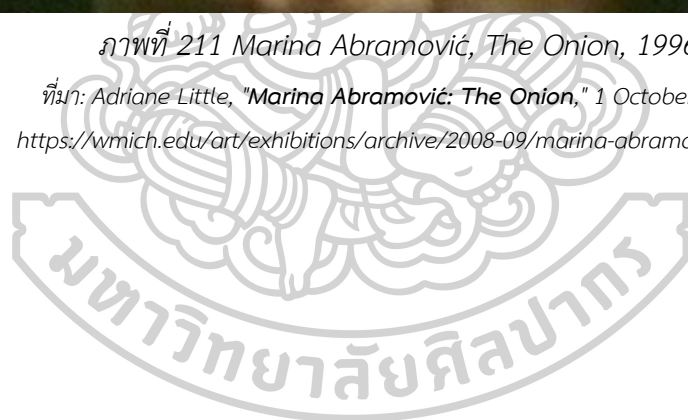 ภาพที่ 211 Marina Abramović, The Onion, 1996
ที่มา: Adriane Little, "Marina Abramović: The Onion," 1 October
https://wmich.edu/art/exhibitions/archive/2008-09/marina-abramo
มหาวิทยาลัยศิลปากร